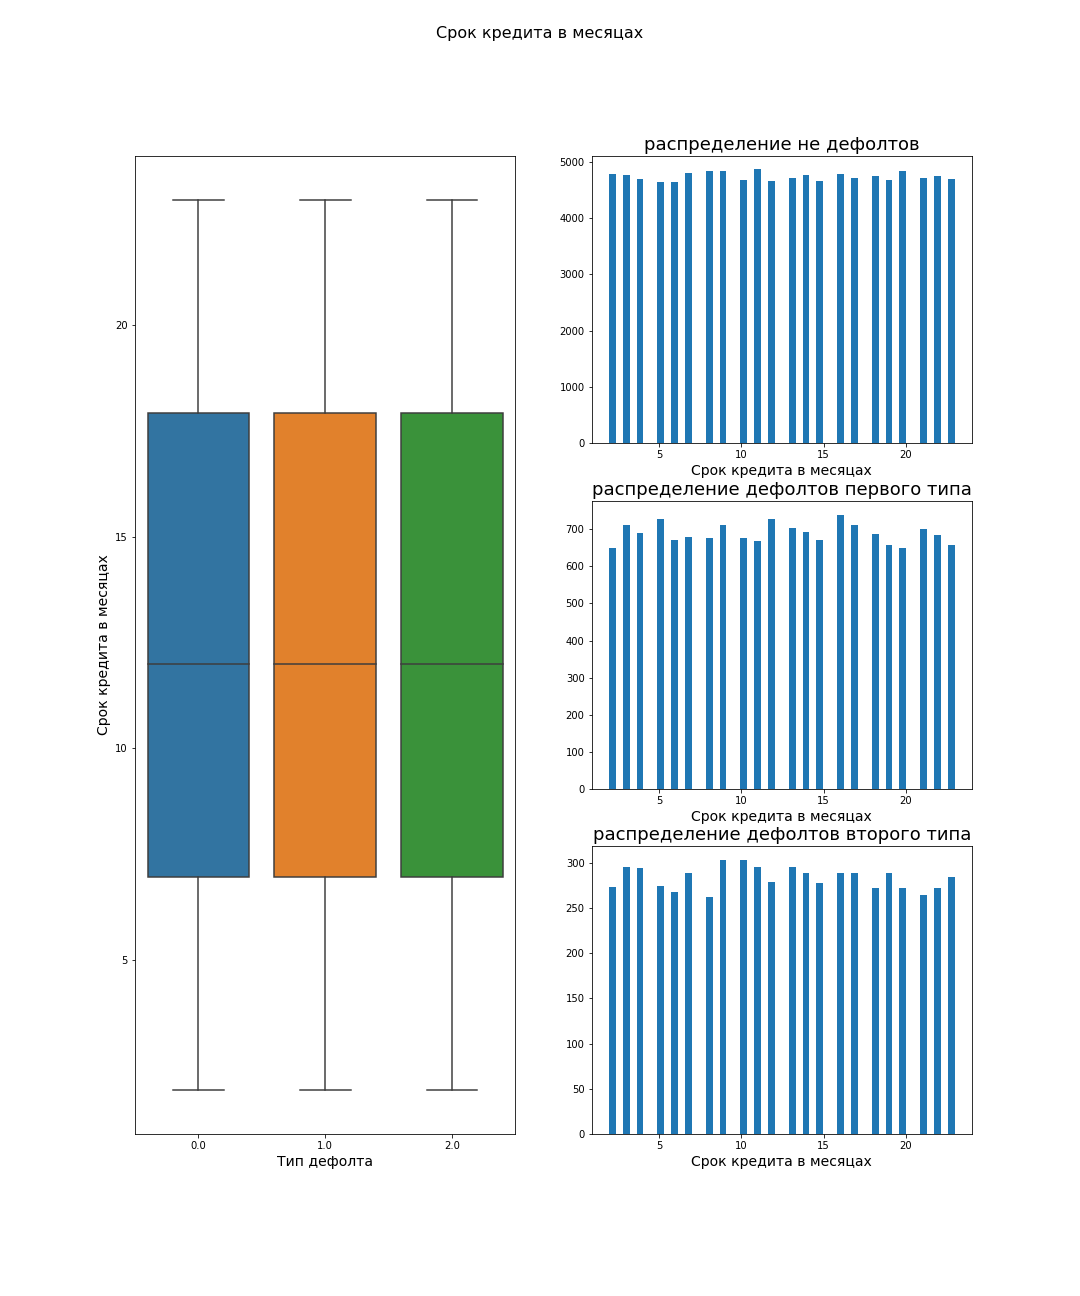 Срок кредита в месяцах
Срок кредита в месяцах
20
15
10
5
0.0 1.0 2.0
Тип дефолта
распределение не дефолтов
5000
4000
3000
2000
1000
0
5 10 15 20
Срок кредита в месяцах
распределение дефолтов первого типа
700
600
500
400
300
200
100
0
5 10 15 20
Срок кредита в месяцах
распределение дефолтов второго типа
300
250
200
150
100
50
0
5 10 15 20
Срок кредита в месяцах